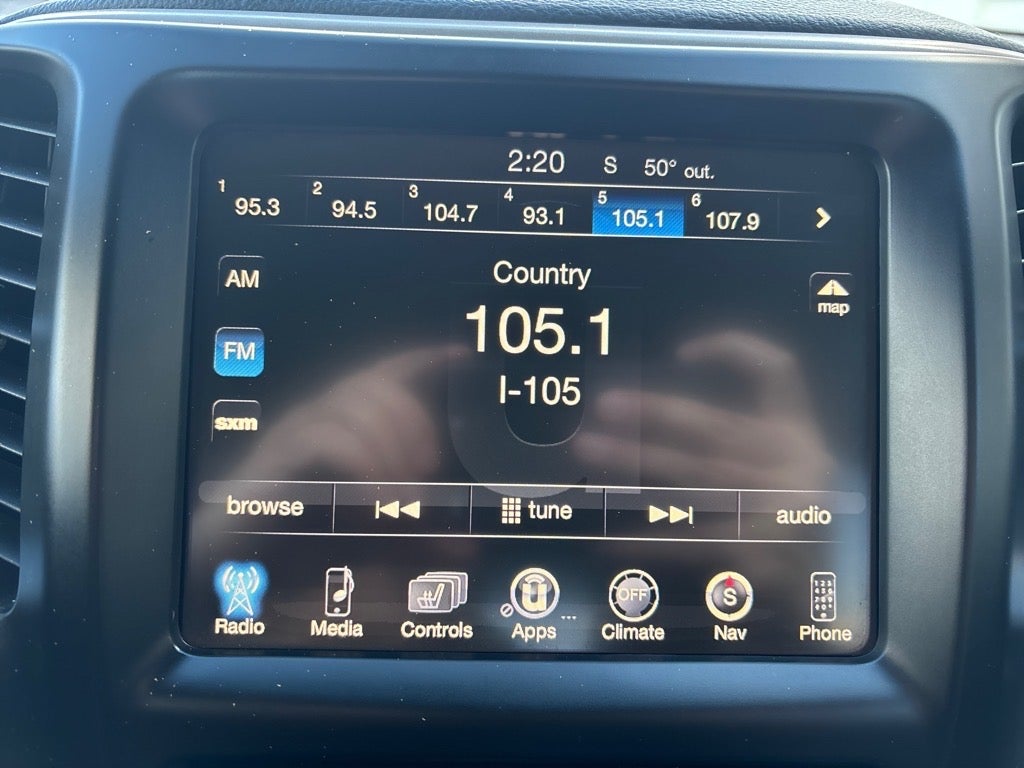 2:20 S 50° out.
1 95.3 2 94.5 3 104.7 4 93.1 5 105.1 6 107.9
AM
Country
map
105.1
FM
I-105
sxm
browse tune audio
OFF S
Radio Media Controls Apps ... Climate Nav Phone